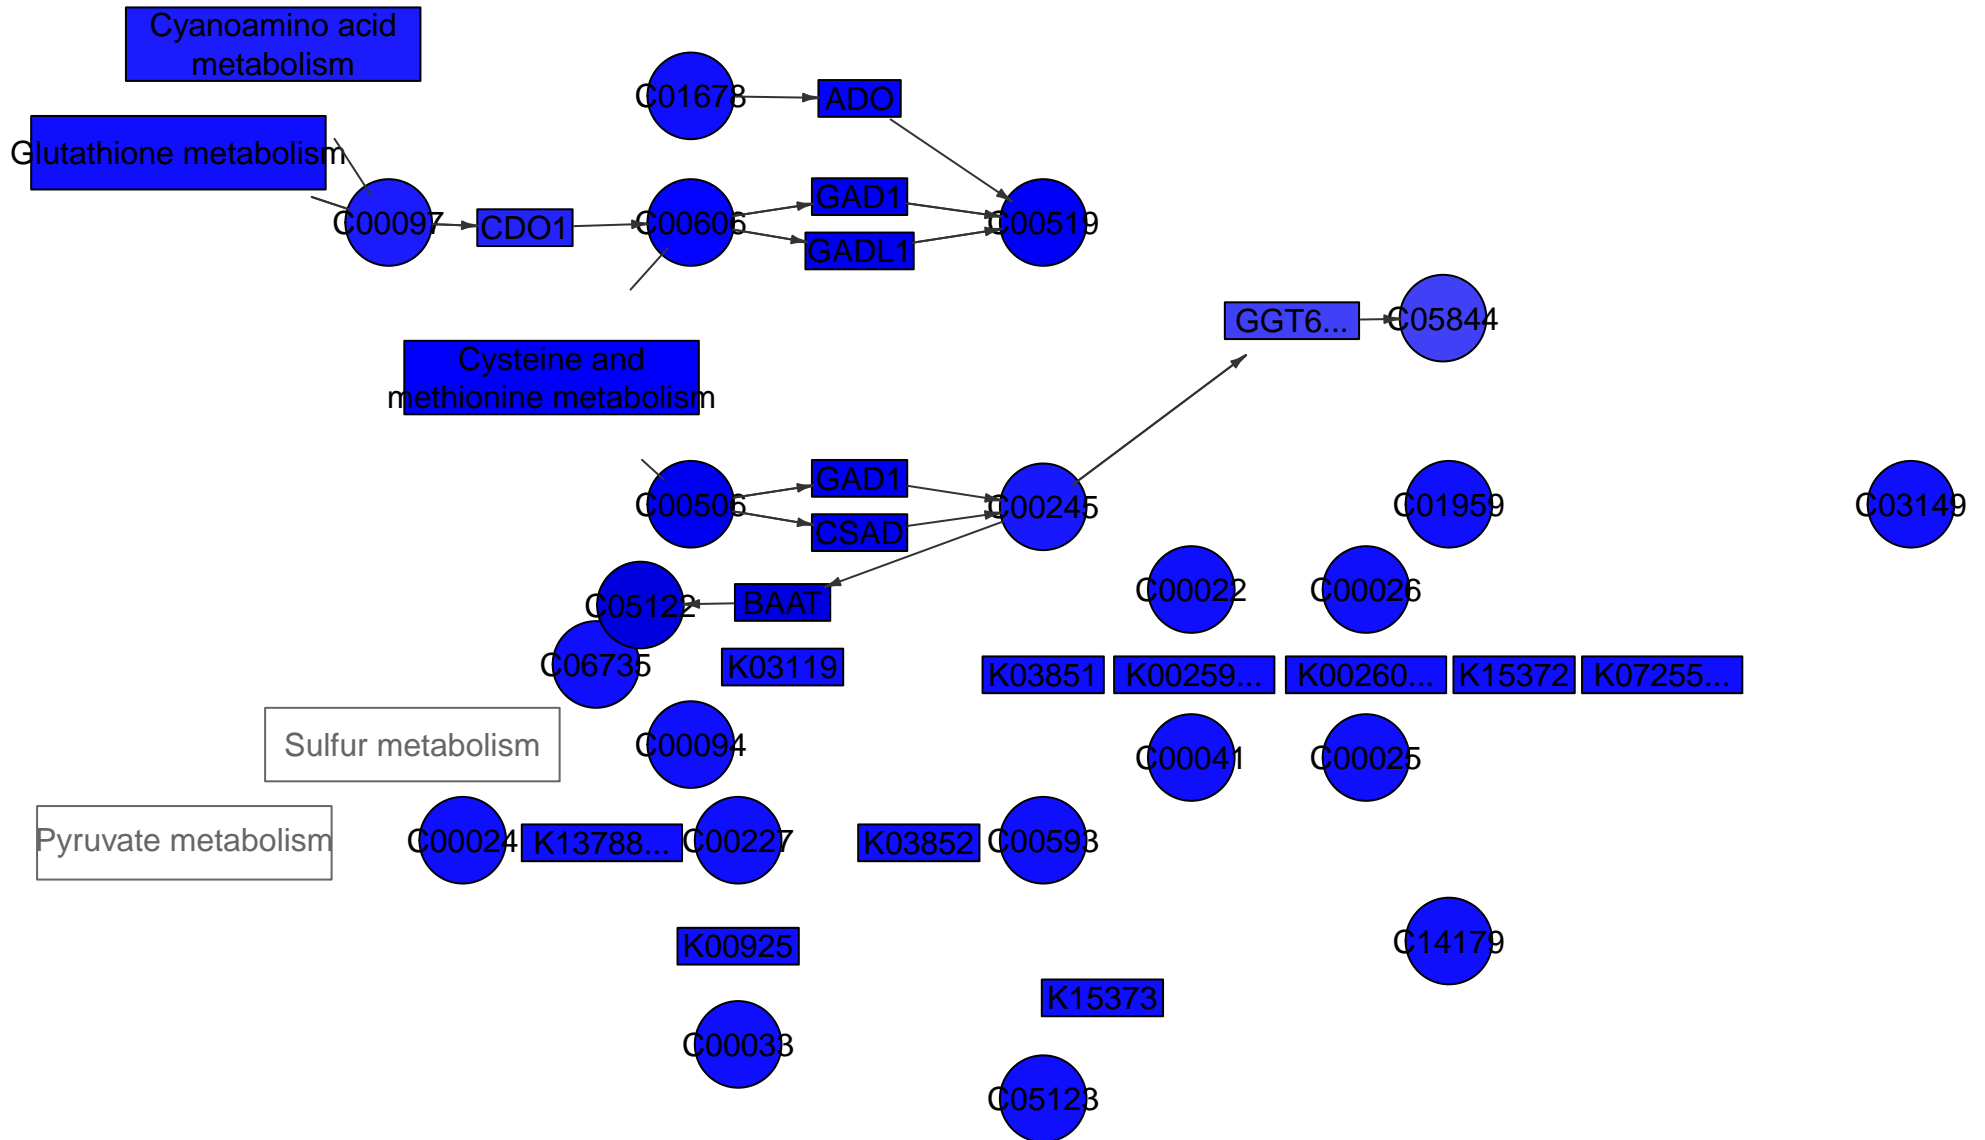 Cyanoamino acid
metabolism
C01678
ADO
Glutathione metabolism
C00097
CDO1
C00606
GAD1
GADL1
C00519
GGT6...
C05844
Cysteine and
methionine metabolism
C00506
GAD1
CSAD
C00245
C01959
C03149
C05122
BAAT
C00022
C00026
C06735
K03119
K03851
K00259...
K00260...
K15372
K07255...
Sulfur metabolism
C00094
C00041
C00025
Pyruvate metabolism
C00024
K13788...
C00227
K03852
C00593
K00925
C14179
K15373
C00033
C05123